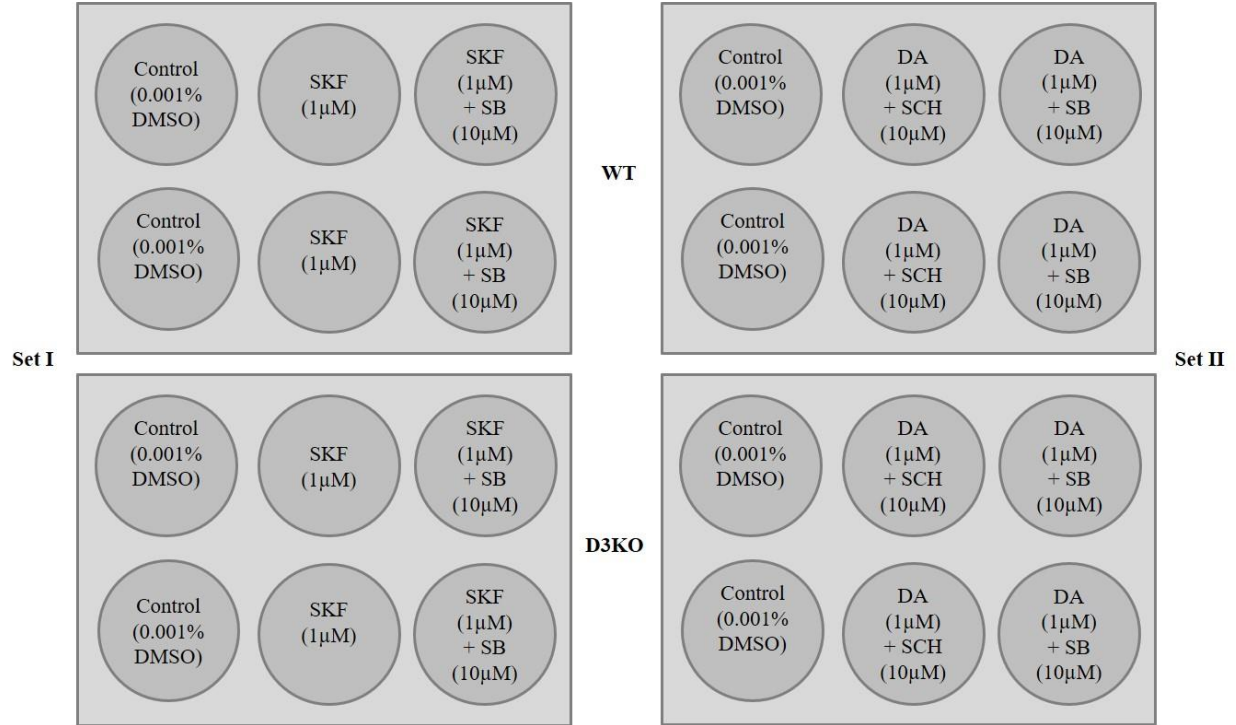 Control
(0.001%
DMSO)
SKF
(1µM)
SKF
(1µM)
+ SB
(10µM)
Control
(0.001%
DMSO)
SKF
(1µM)
SKF
(1µM)
+ SB
(10µM)
WT
Control
(0.001%
DMSO)
DA
(1µM)
+ SCH
(10µM)
DA
(1µM)
+ SB
(10µM)
Control
(0.001%
DMSO)
DA
(1µM)
+ SCH
(10µM)
DA
(1µM)
+ SB
(10µM)
Set I
Set II
Control
(0.001%
DMSO)
SKF
(1µM)
SKF
(1µM)
+ SB
(10µM)
Control
(0.001%
DMSO)
SKF
(1µM)
SKF
(1µM)
+ SB
(10µM)
D3KO
Control
(0.001%
DMSO)
DA
(1µM)
+ SCH
(10µM)
DA
(1µM)
+ SB
(10µM)
Control
(0.001%
DMSO)
DA
(1µM)
+ SCH
(10µM)
DA
(1µM)
+ SB
(10µM)